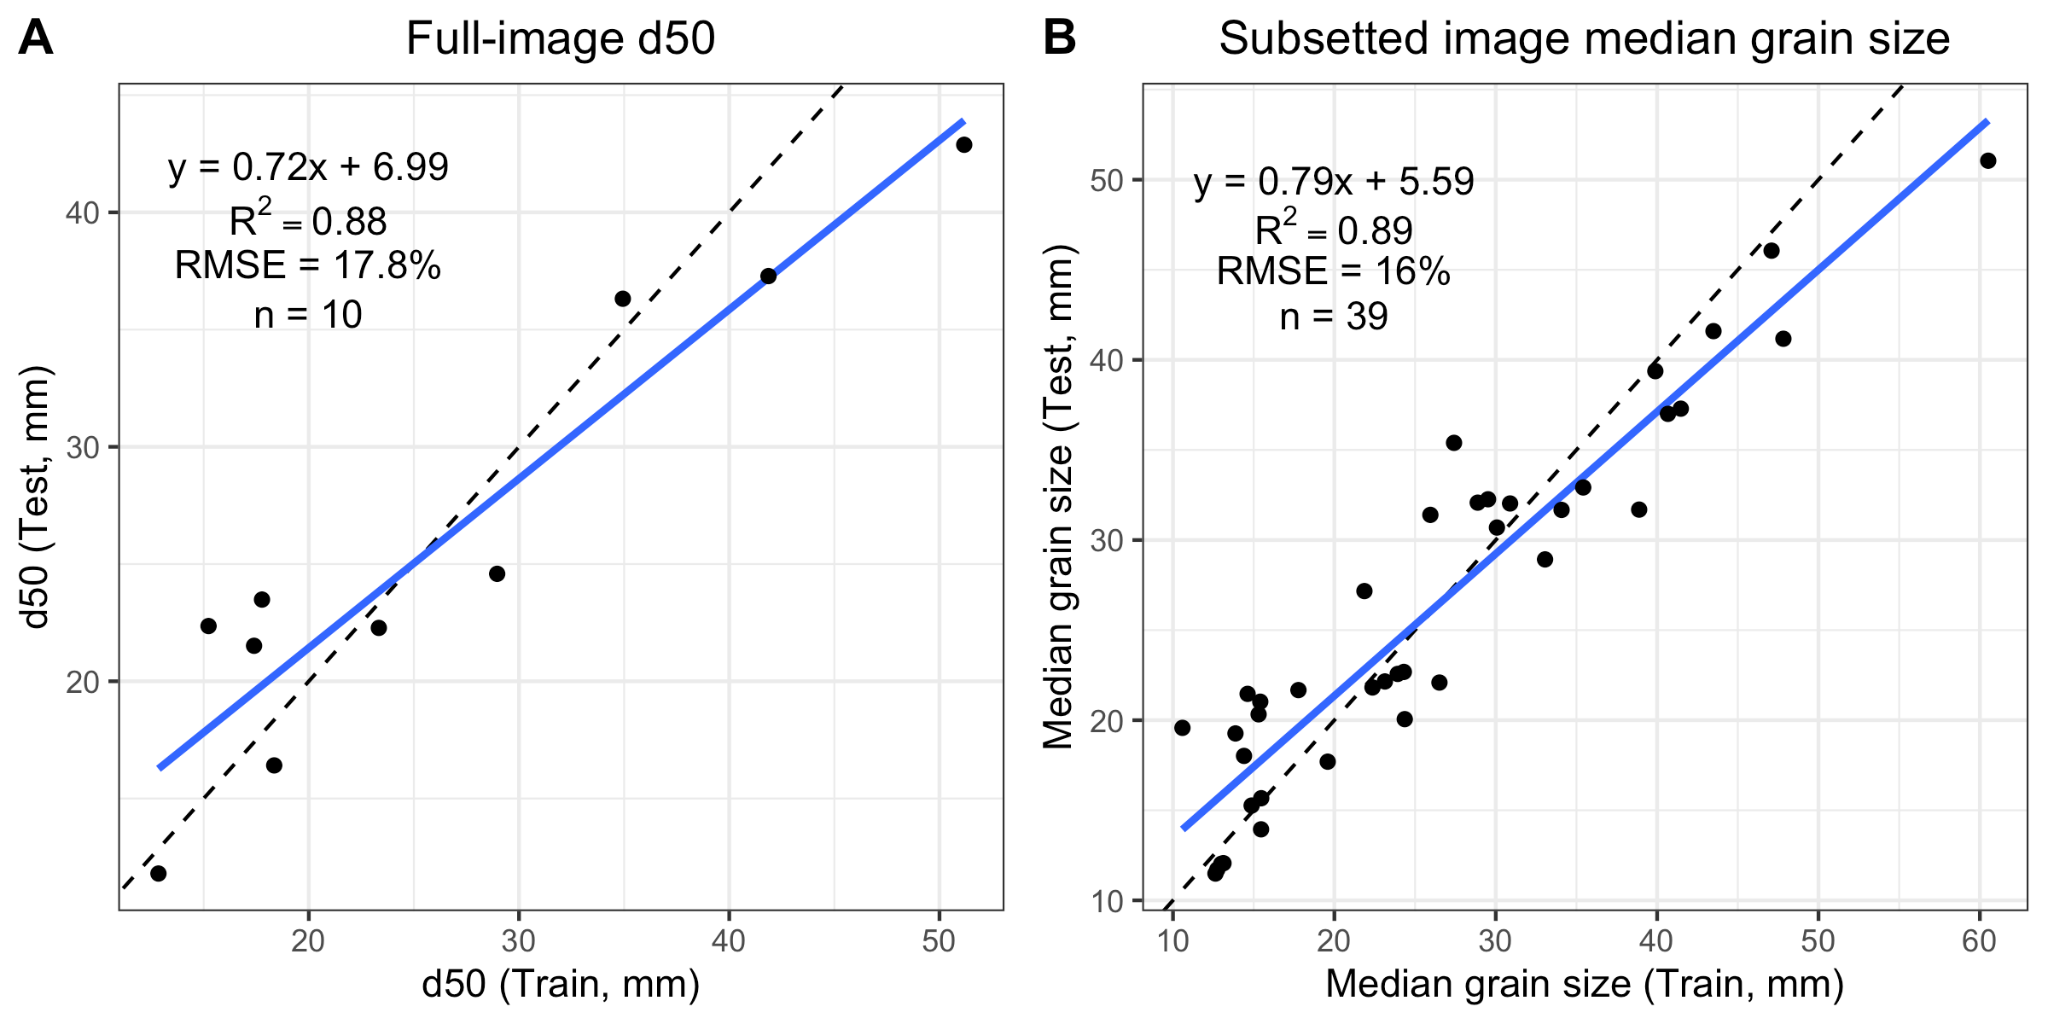 A
Full-image d50
y = 0.72x + 6.99
R² = 0.88
RMSE = 17.8%
n = 10
40
30
20
d50 (Test, mm)
20 30 40 50
d50 (Train, mm)
B
Subsetted image median grain size
y = 0.79x + 5.59
R² = 0.89
RMSE = 16%
n = 39
50
40
30
20
10
Median grain size (Test, mm)
10 20 30 40 50 60
Median grain size (Train, mm)